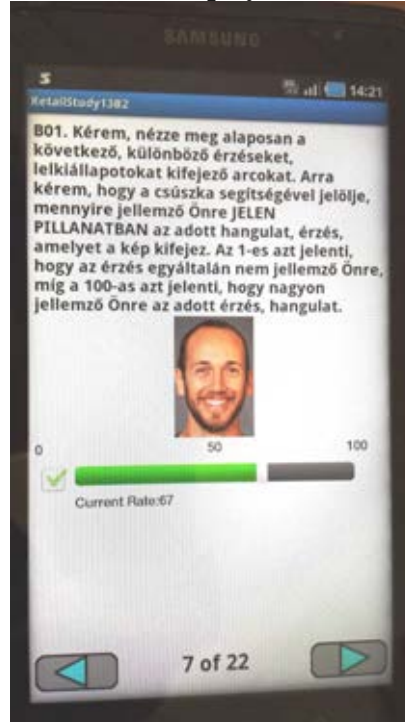 SAMSUNG
14:21
RetailStudy1382
B01. Kérem, nézze meg alaposan a
következő, különböző érzéseket,
lelkiállapotokat kifejező arcokat. Arra
kérem, hogy a csúszka segítségével jelölje,
mennyire jellemző Önre JELEN
PILLANATBAN az adott hangulat, érzés,
amelyet a kép kifejez. Az 1-es azt jelenti,
hogy az érzés egyáltalán nem jellemző Önre,
míg a 100-as azt jelenti, hogy nagyon
jellemző Önre az adott érzés, hangulat.
0 50 100
Current Rate:67
7 of 22